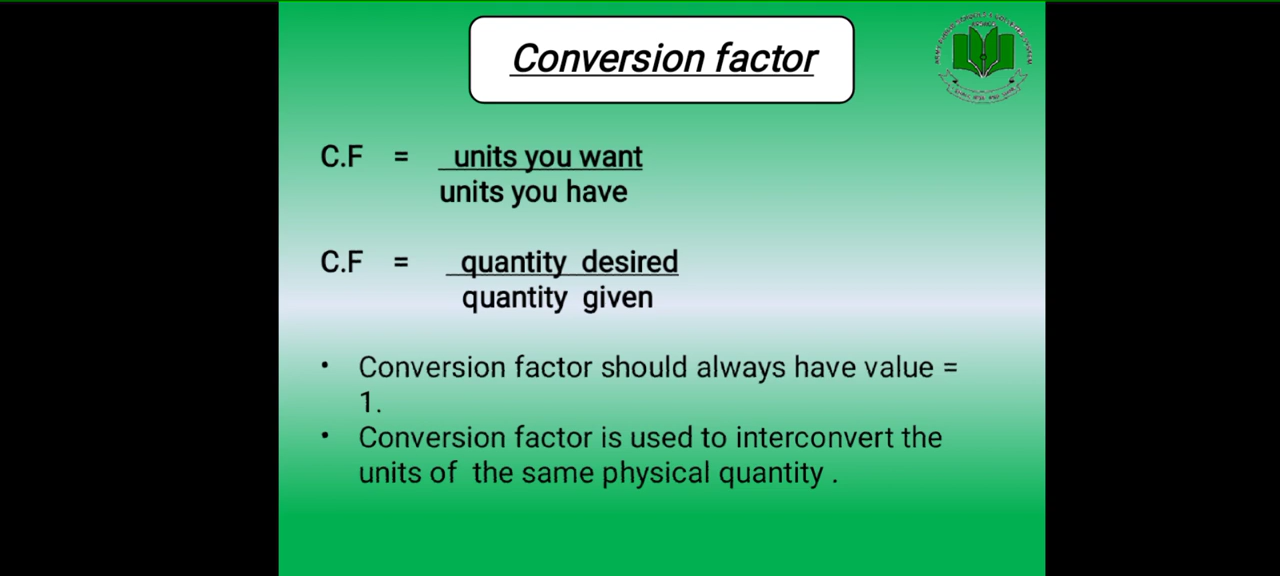 Conversion factor
C.F = units you want
units you have
C.F = quantity desired
quantity given
• Conversion factor should always have value =
1.
• Conversion factor is used to interconvert the
units of the same physical quantity .